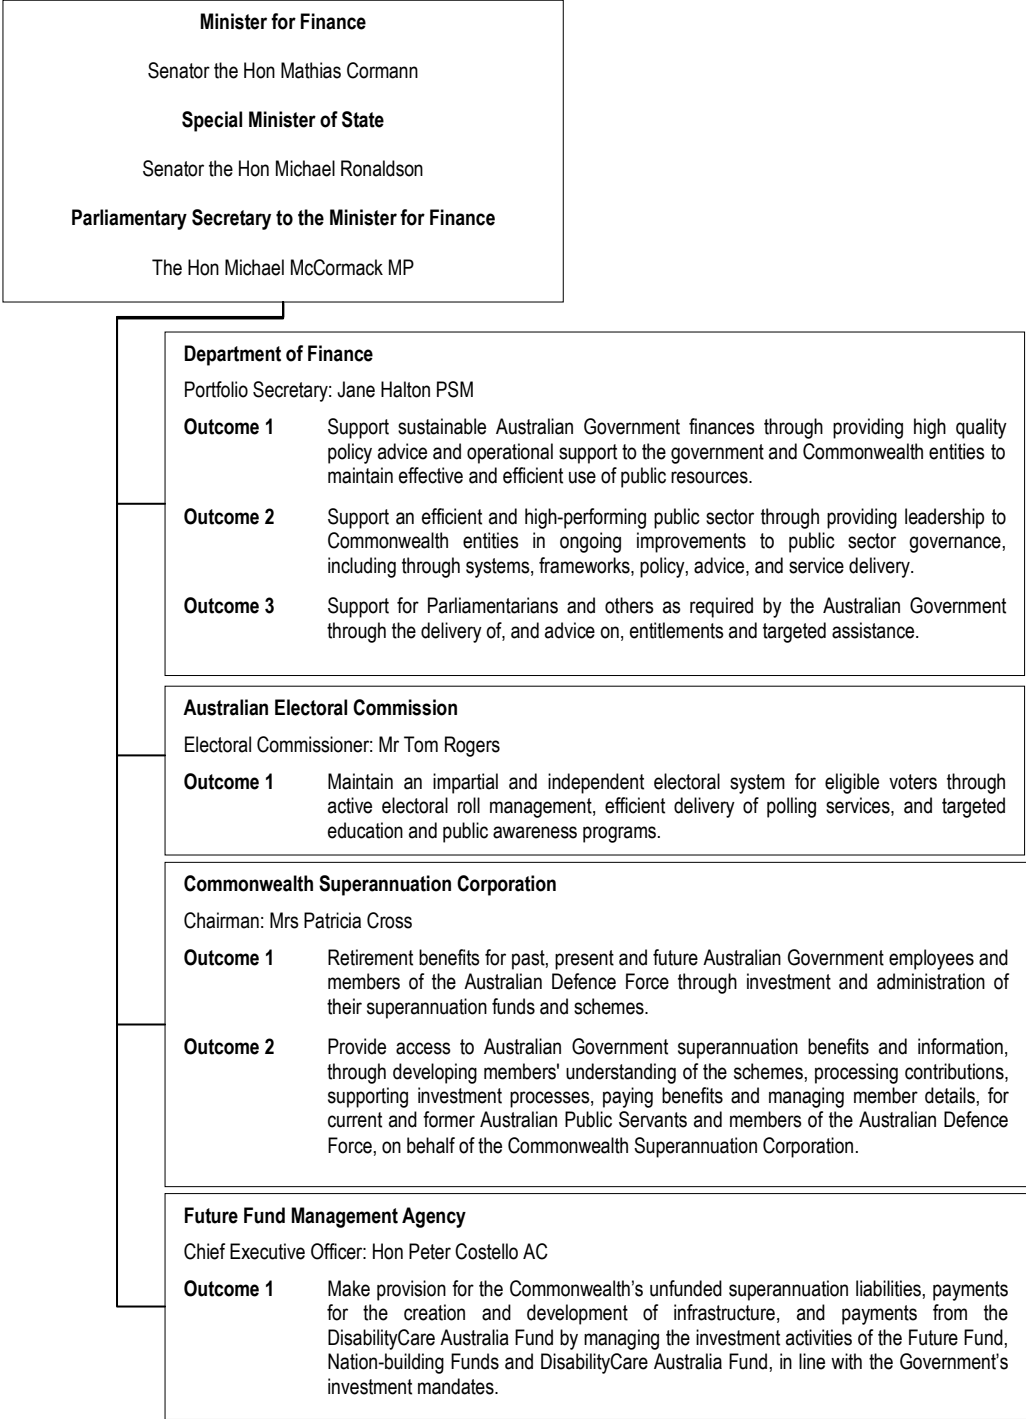 Minister for Finance
Senator the Hon Mathias Cormann
Special Minister of State
Senator the Hon Michael Ronaldson
Parliamentary Secretary to the Minister for Finance
The Hon Michael McCormack MP
Department of Finance
Portfolio Secretary: Jane Halton PSM
Outcome 1 Support sustainable Australian Government finances through providing high quality
policy advice and operational support to the government and Commonwealth entities to
maintain effective and efficient use of public resources.
Outcome 2 Support an efficient and high-performing public sector through providing leadership to
Commonwealth entities in ongoing improvements to public sector governance,
including through systems, frameworks, policy, advice, and service delivery.
Outcome 3 Support for Parliamentarians and others as required by the Australian Government
through the delivery of, and advice on, entitlements and targeted assistance.
Australian Electoral Commission
Electoral Commissioner: Mr Tom Rogers
Outcome 1 Maintain an impartial and independent electoral system for eligible voters through
active electoral roll management, efficient delivery of polling services, and targeted
education and public awareness programs.
Commonwealth Superannuation Corporation
Chairman: Mrs Patricia Cross
Outcome 1 Retirement benefits for past, present and future Australian Government employees and
members of the Australian Defence Force through investment and administration of
their superannuation funds and schemes.
Outcome 2 Provide access to Australian Government superannuation benefits and information,
through developing members' understanding of the schemes, processing contributions,
supporting investment processes, paying benefits and managing member details, for
current and former Australian Public Servants and members of the Australian Defence
Force, on behalf of the Commonwealth Superannuation Corporation.
Future Fund Management Agency
Chief Executive Officer: Hon Peter Costello AC
Outcome 1 Make provision for the Commonwealth’s unfunded superannuation liabilities, payments
for the creation and development of infrastructure, and payments from the
DisabilityCare Australia Fund by managing the investment activities of the Future Fund,
Nation-building Funds and DisabilityCare Australia Fund, in line with the Government’s
investment mandates.